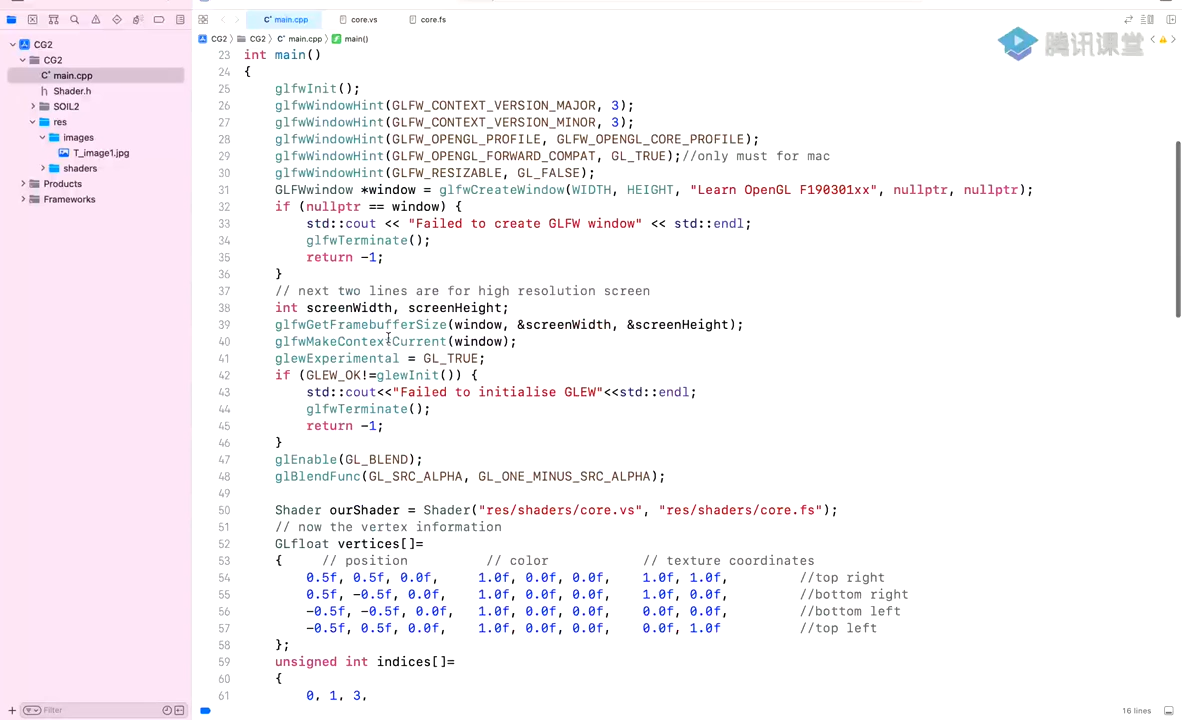 C⁺ main.cpp
core.vs
core.fs
CG2 〉 CG2 〉 C⁺ main.cpp 〉 main()
腾讯课堂
CG2
CG2
C⁺ main.cpp
h Shader.h
SOIL2
res
images
T_image1.jpg
shaders
Products
Frameworks
23 int main()
24 {
25 glfwInit();
26 glfwWindowHint(GLFW_CONTEXT_VERSION_MAJOR, 3);
27 glfwWindowHint(GLFW_CONTEXT_VERSION_MINOR, 3);
28 glfwWindowHint(GLFW_OPENGL_PROFILE, GLFW_OPENGL_CORE_PROFILE);
29 glfwWindowHint(GLFW_OPENGL_FORWARD_COMPAT, GL_TRUE);//only must for mac
30 glfwWindowHint(GLFW_RESIZABLE, GL_FALSE);
31 GLFWwindow *window = glfwCreateWindow(WIDTH, HEIGHT, "Learn OpenGL F190301xx", nullptr, nullptr);
32 if (nullptr == window) {
33 std::cout << "Failed to create GLFW window" << std::endl;
34 glfwTerminate();
35 return -1;
36 }
37 // next two lines are for high resolution screen
38 int screenWidth, screenHeight;
39 glfwGetFramebufferSize(window, &screenWidth, &screenHeight);
40 glfwMakeContextCurrent(window);
41 glewExperimental = GL_TRUE;
42 if (GLEW_OK!=glewInit()) {
43 std::cout<<"Failed to initialise GLEW"<<std::endl;
44 glfwTerminate();
45 return -1;
46 }
47 glEnable(GL_BLEND);
48 glBlendFunc(GL_SRC_ALPHA, GL_ONE_MINUS_SRC_ALPHA);
49
50 Shader ourShader = Shader("res/shaders/core.vs", "res/shaders/core.fs");
51 // now the vertex information
52 GLfloat vertices[]=
53 { // position // color // texture coordinates
54 0.5f, 0.5f, 0.0f, 1.0f, 0.0f, 0.0f, 1.0f, 1.0f, //top right
55 0.5f, -0.5f, 0.0f, 1.0f, 0.0f, 0.0f, 1.0f, 0.0f, //bottom right
56 -0.5f, -0.5f, 0.0f, 1.0f, 0.0f, 0.0f, 0.0f, 0.0f, //bottom left
57 -0.5f, 0.5f, 0.0f, 1.0f, 0.0f, 0.0f, 0.0f, 1.0f //top left
58 };
59 unsigned int indices[]=
60 {
61 0, 1, 3,
Filter
16 lines